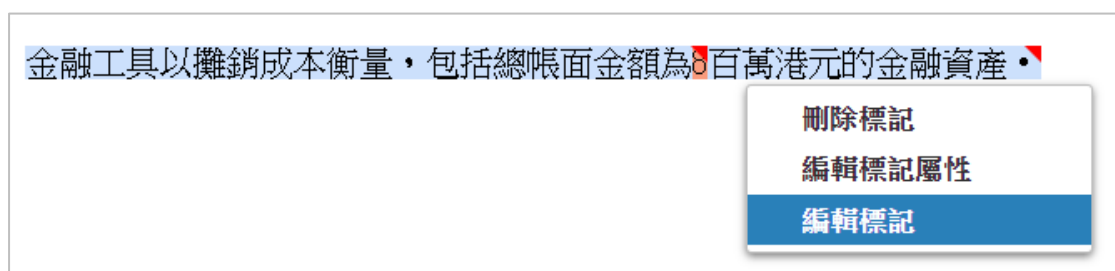 金融工具以攤銷成本衡量，包括總帳面金額為8百萬港元的金融資產。
刪除標記
編輯標記屬性
編輯標記